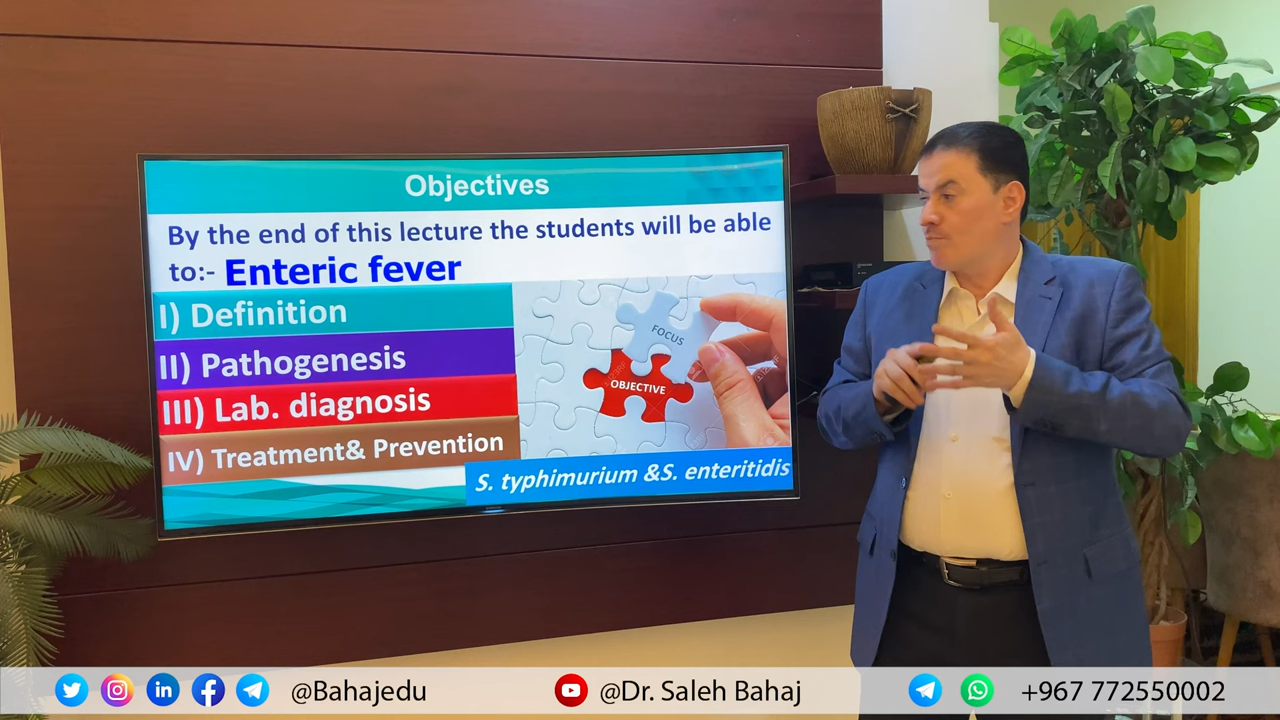 Objectives
By the end of this lecture the students will be able
to:- Enteric fever
I) Definition
II) Pathogenesis
III) Lab. diagnosis
IV) Treatment& Prevention
FOCUS
OBJECTIVE
S. typhimurium &S. enteritidis
@Bahajedu
@Dr. Saleh Bahaj
+967 772550002